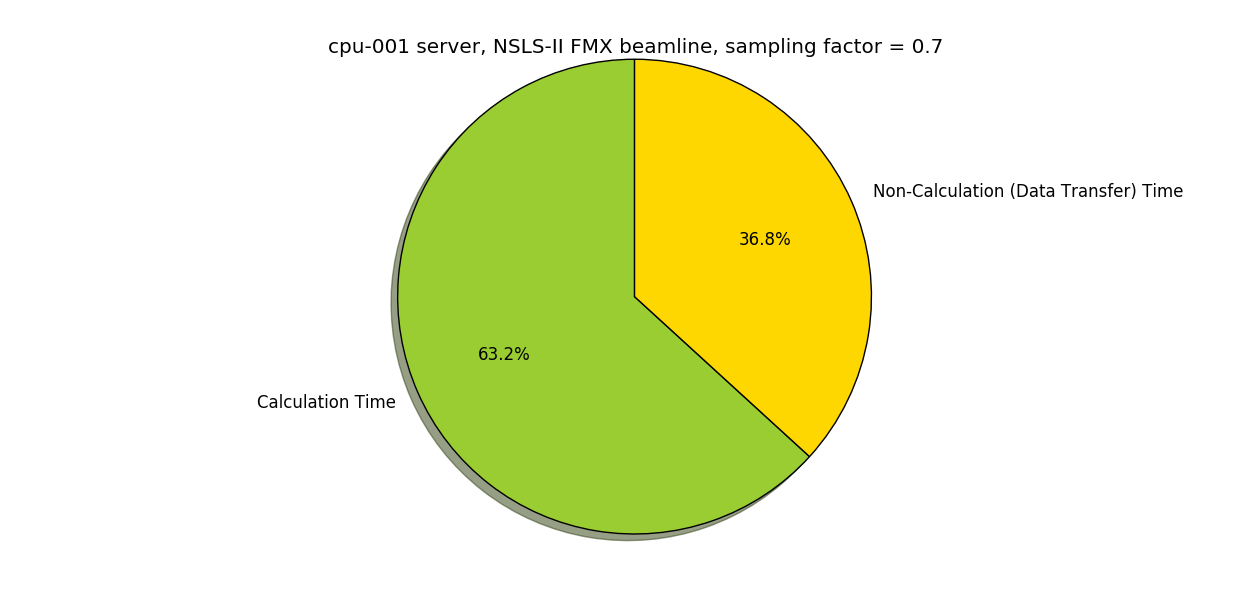 cpu-001 server, NSLS-II FMX beamline, sampling factor = 0.7
Non-Calculation (Data Transfer) Time
36.8%
63.2%
Calculation Time